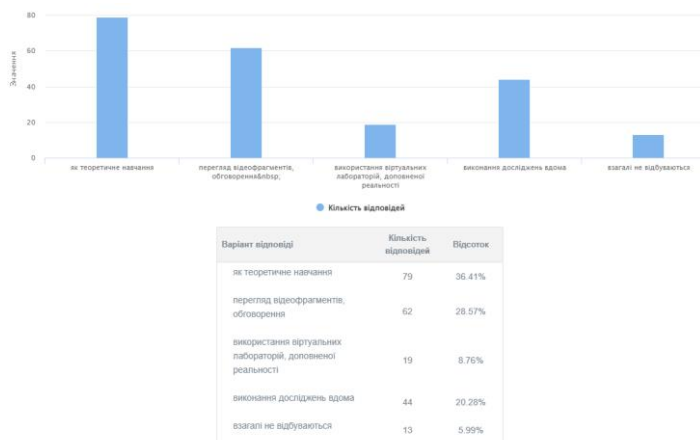 80
60
40
20
0
Значення
як теоретичне навчання
перегляд відеофрагментів,
обговорення&nbsp;
використання віртуальних
лабораторій, доповненої
реальності
виконання досліджень вдома
взагалі не відбуваються
Кількість відповідей
Варіант відповіді Кількість відповідей Відсоток
як теоретичне навчання 79 36.41%
перегляд відеофрагментів,
обговорення 62 28.57%
використання віртуальних
лабораторій, доповненої 19 8.76%
реальності
виконання досліджень вдома 44 20.28%
взагалі не відбуваються 13 5.99%